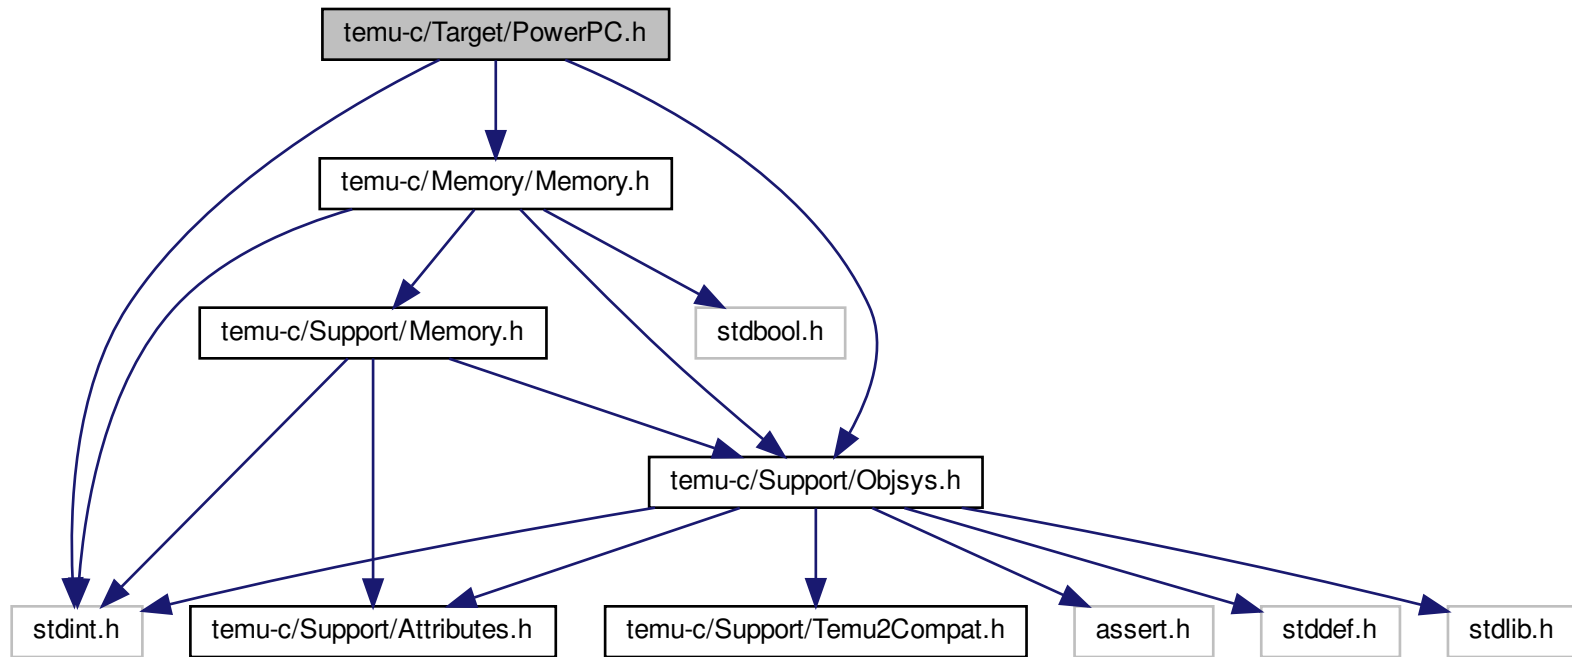 temu-c/Target/PowerPC.h
temu-c/Memory/Memory.h
temu-c/Support/Memory.h
stdbool.h
temu-c/Support/Objsys.h
stdint.h
temu-c/Support/Attributes.h
temu-c/Support/Temu2Compat.h
assert.h
stddef.h
stdlib.h